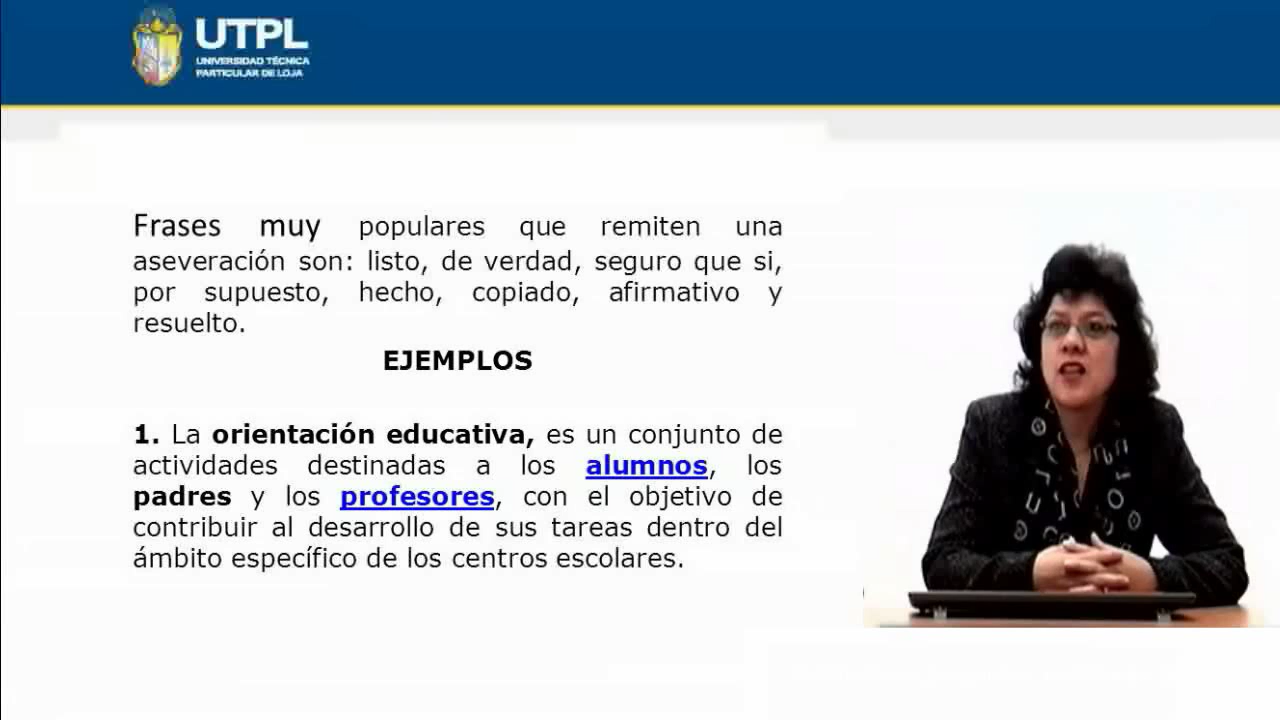 UTPL
UNIVERSIDAD TÉCNICA
PARTICULAR DE LOJA
Frases muy populares que remiten una
aseveración son: listo, de verdad, seguro que si,
por supuesto, hecho, copiado, afirmativo y
resuelto.
EJEMPLOS
1. La orientación educativa, es un conjunto de
actividades destinadas a los alumnos, los
padres y los profesores, con el objetivo de
contribuir al desarrollo de sus tareas dentro del
ámbito específico de los centros escolares.